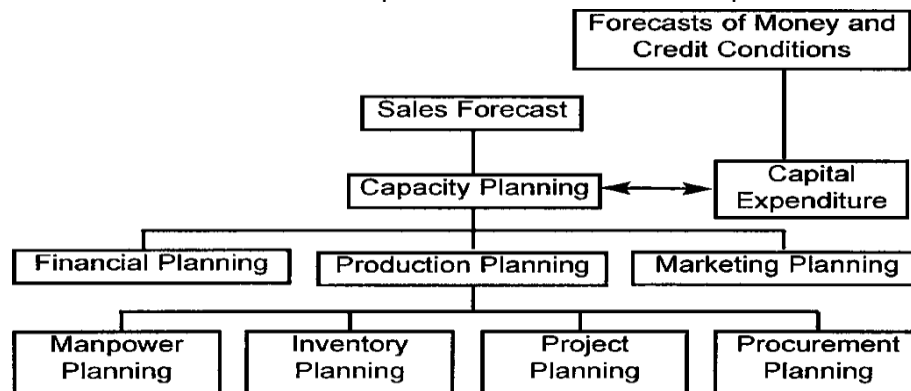 Forecasts of Money and
Credit Conditions
Sales Forecast
Capacity Planning
Capital
Expenditure
Financial Planning
Production Planning
Marketing Planning
Manpower
Planning
Inventory
Planning
Project
Planning
Procurement
Planning